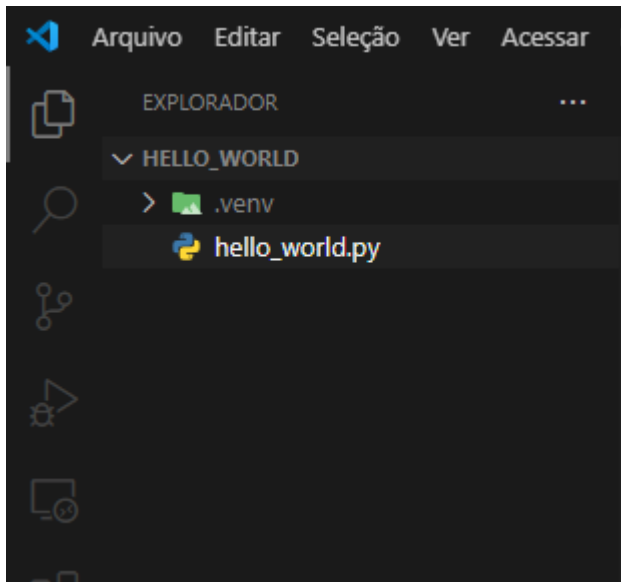 Arquivo Editar Seleção Ver Acessar
EXPLORADOR
HELLO_WORLD
.venv
hello_world.py